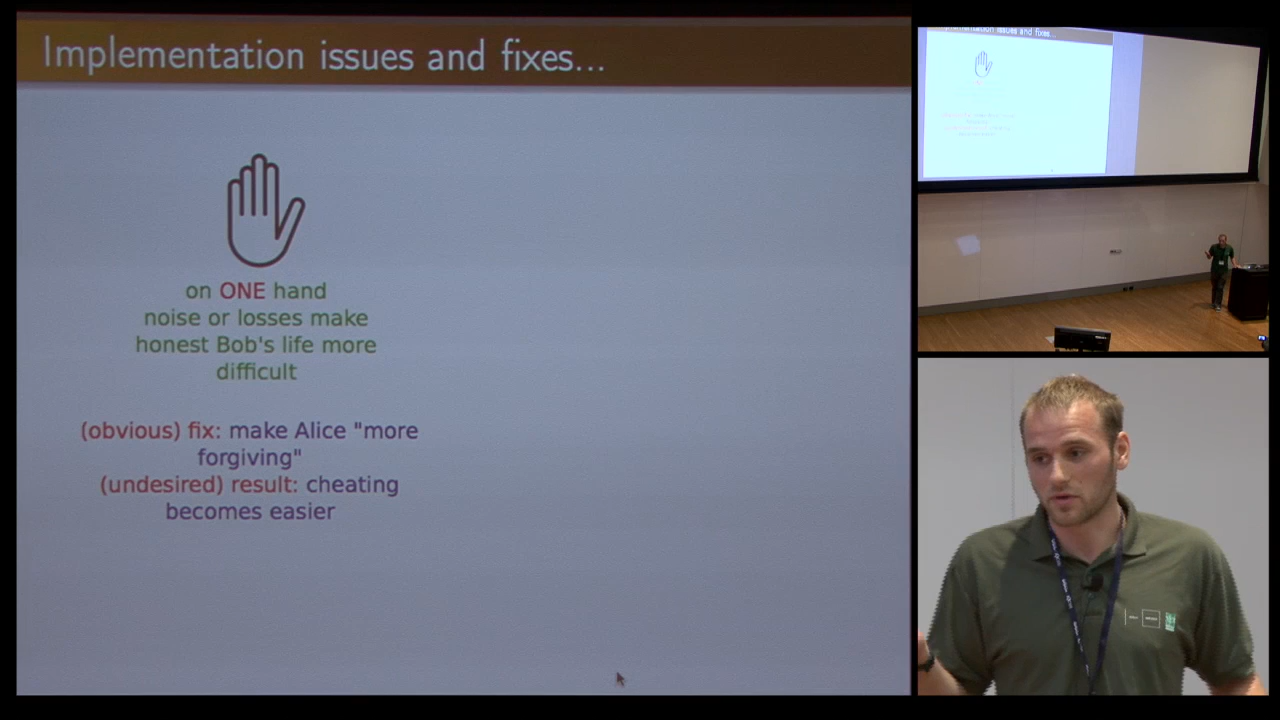 Implementation issues and fixes...
on ONE hand
noise or losses make
honest Bob's life more
difficult
(obvious) fix: make Alice "more
forgiving"
(undesired) result: cheating
becomes easier